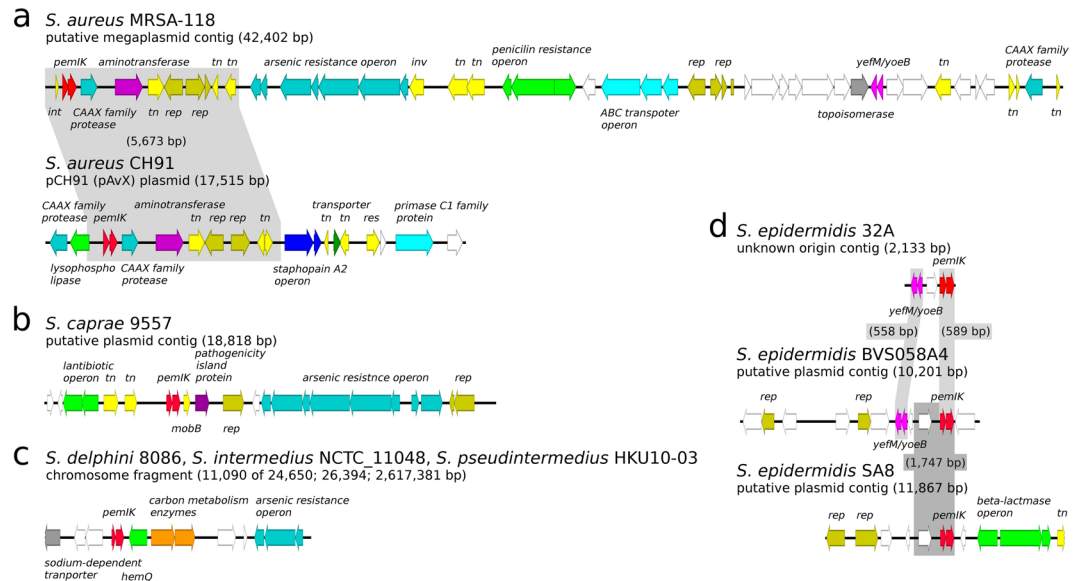 a
S. aureus MRSA-118
putative megaplasmid contig (42,402 bp)
penicilin resistance
operon
pemIK aminotransferase tn tn arsenic resistance operon inv tn tn rep rep yefM/yoeB tn CAAX family
protease
int CAAX family
protease tn rep rep ABC transpoter
operon topoisomerase tn tn
(5,673 bp)
S. aureus CH91
pCH91 (pAvX) plasmid (17,515 bp)
CAAX family
protease pemIK aminotransferase tn rep rep tn transporter
tn tn res primase C1 family
protein
lysophospho
lipase CAAX family
protease staphopain A2
operon
b
S. caprae 9557
putative plasmid contig (18,818 bp)
lantibiotic
operon tn tn pemIK pathogenicity
island
protein arsenic resistnce operon rep
mobB rep
c
S. delphini 8086, S. intermedius NCTC_11048, S. pseudintermedius HKU10-03
chromosome fragment (11,090 of 24,650; 26,394; 2,617,381 bp)
pemIK carbon metabolism
enzymes arsenic resistance
operon
sodium-dependent
tranporter hemQ
d
S. epidermidis 32A
unknown origin contig (2,133 bp)
pemIK
yefM/yoeB
(558 bp) (589 bp)
S. epidermidis BVS058A4
putative plasmid contig (10,201 bp)
rep rep pemIK
yefM/yoeB
(1,747 bp)
S. epidermidis SA8
putative plasmid contig (11,867 bp)
rep rep pemIK beta-lactmase
operon tn